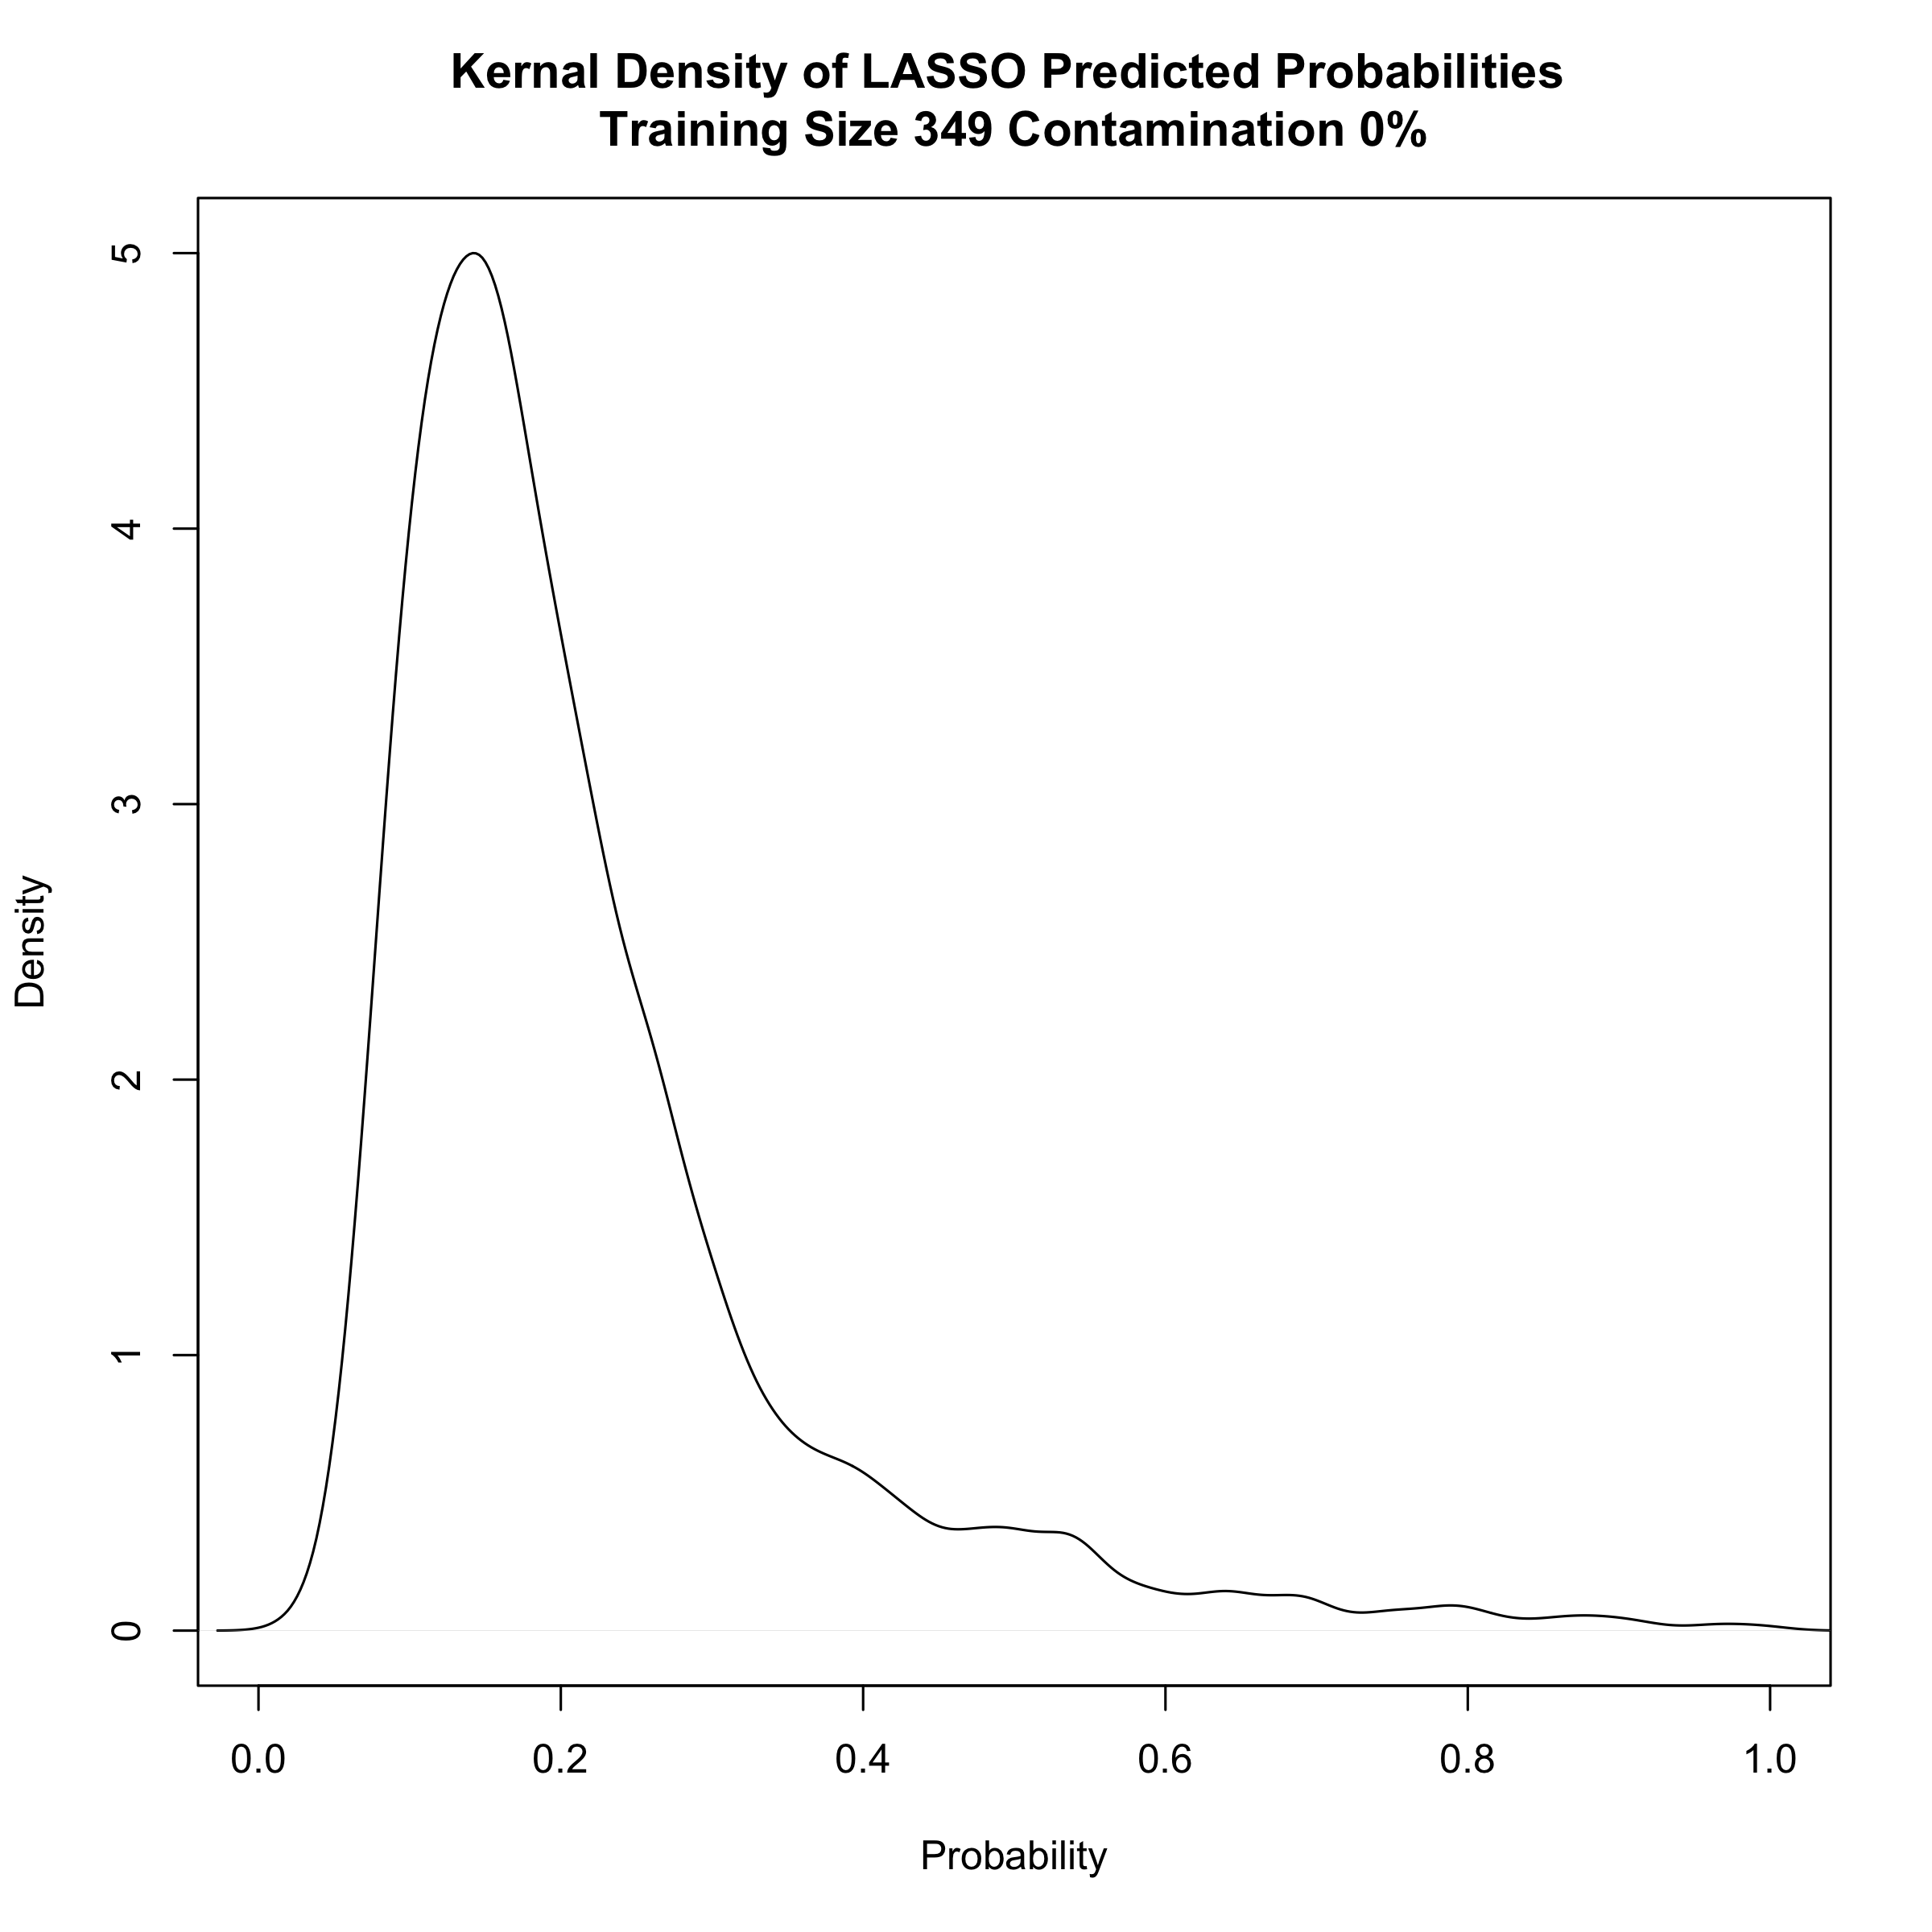 Kernal Density of LASSO Predicted Probabilities
Training Size 349 Contamination 0%
5
4
3
2
1
0
Density
0.0 0.2 0.4 0.6 0.8 1.0
Probability